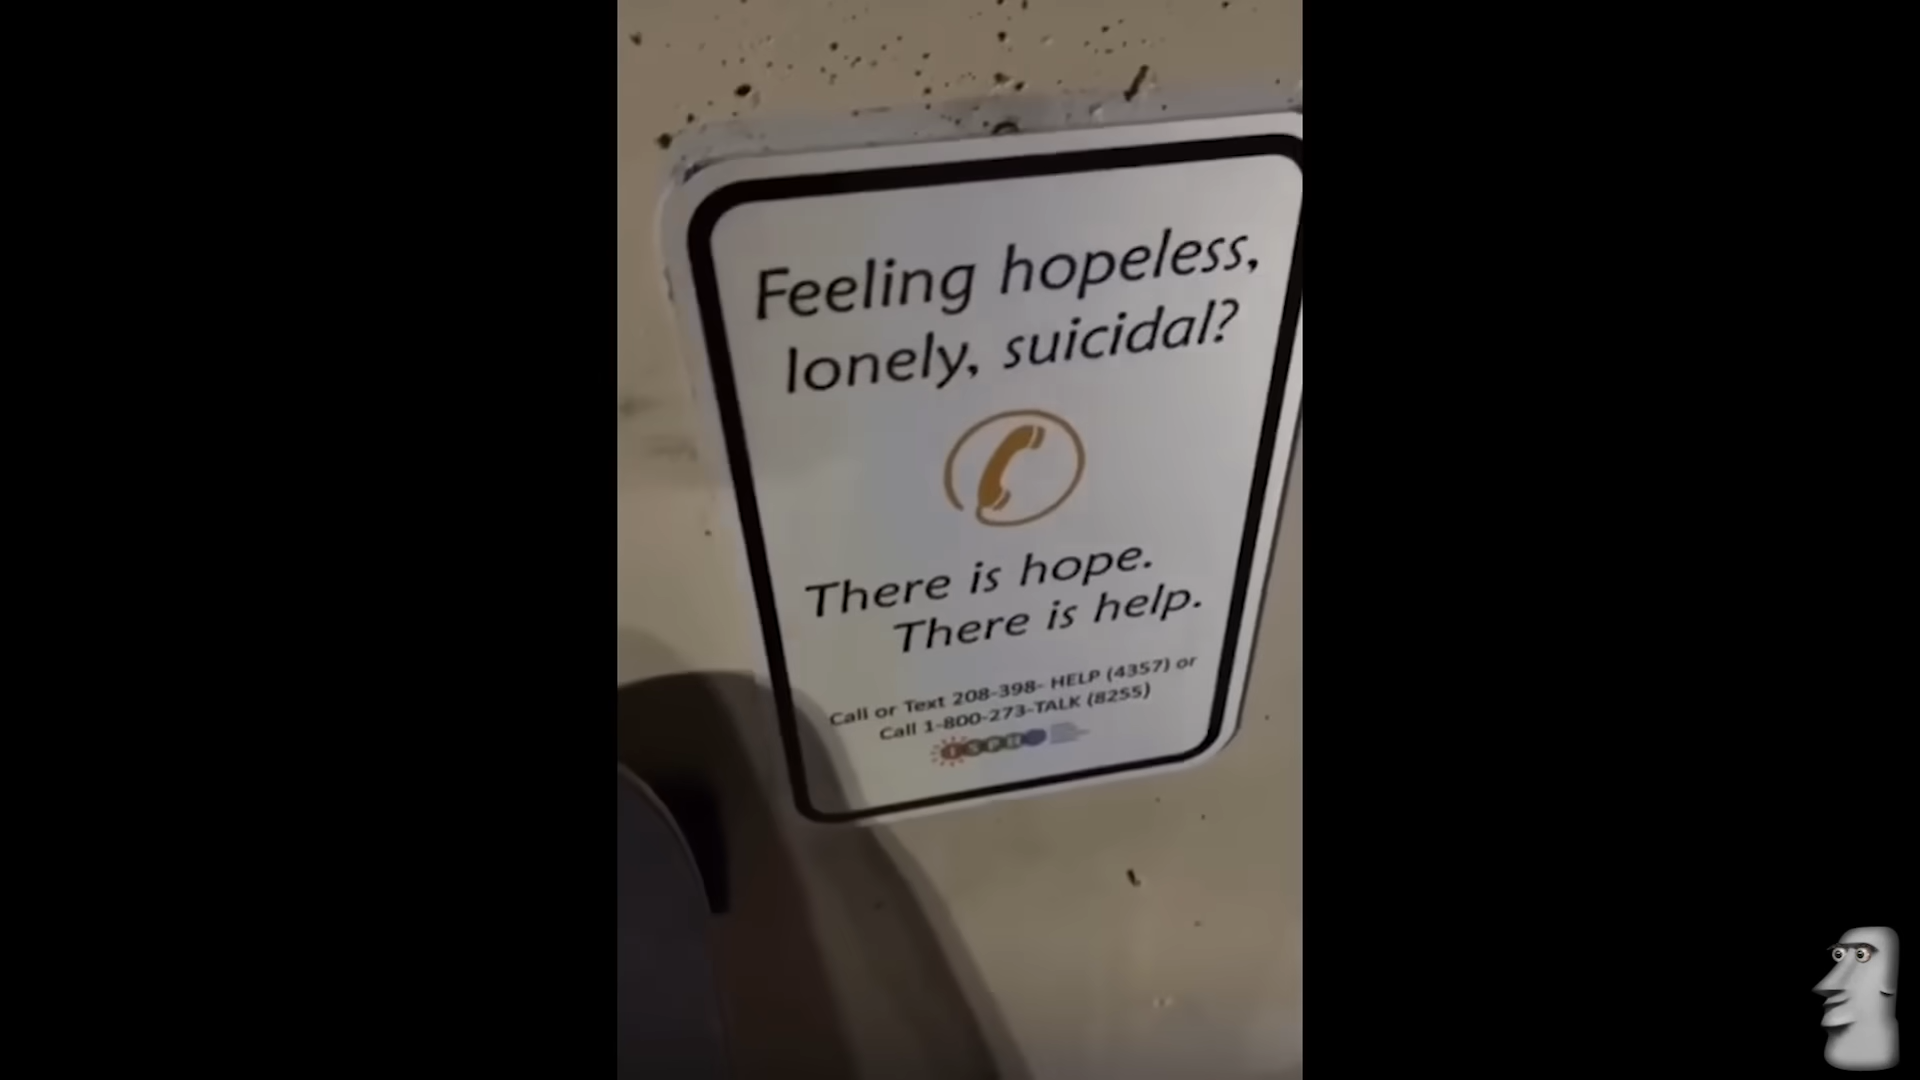 Feeling hopeless,
lonely, suicidal?
There is hope.
There is help.
Call or Text 208-398- HELP (4357) or
Call 1-800-273-TALK (8255)
ISPH